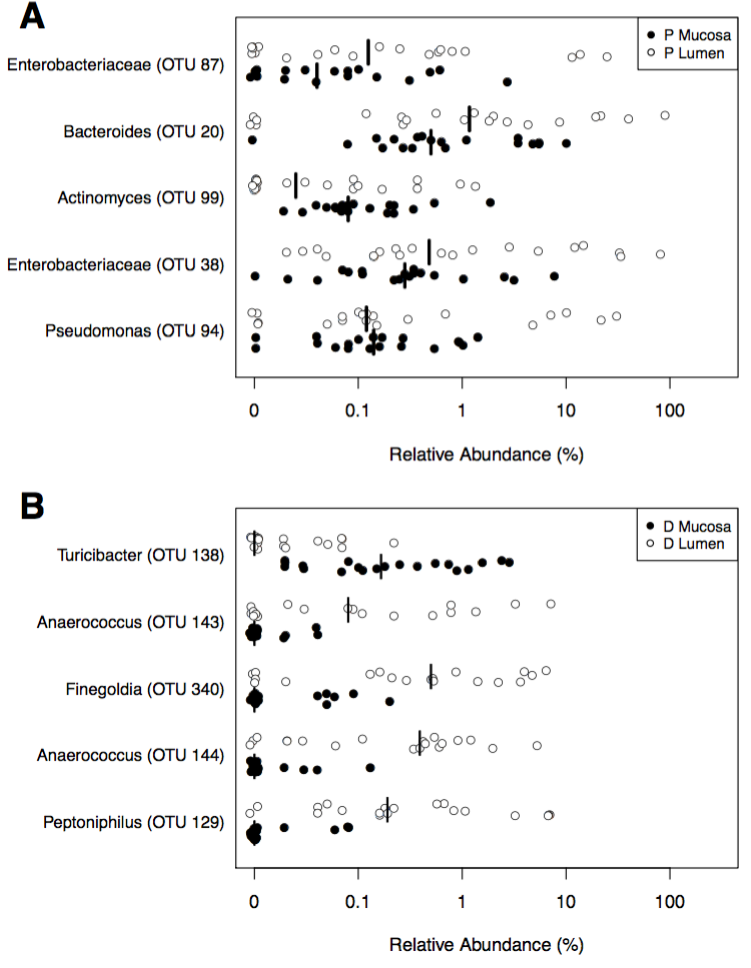 A
P Mucosa
P Lumen
Enterobacteriaceae (OTU 87)
Bacteroides (OTU 20)
Actinomyces (OTU 99)
Enterobacteriaceae (OTU 38)
Pseudomonas (OTU 94)
0 0.1 1 10 100
Relative Abundance (%)
B
D Mucosa
D Lumen
Turicibacter (OTU 138)
Anaerococcus (OTU 143)
Finegoldia (OTU 340)
Anaerococcus (OTU 144)
Peptoniphilus (OTU 129)
0 0.1 1 10 100
Relative Abundance (%)